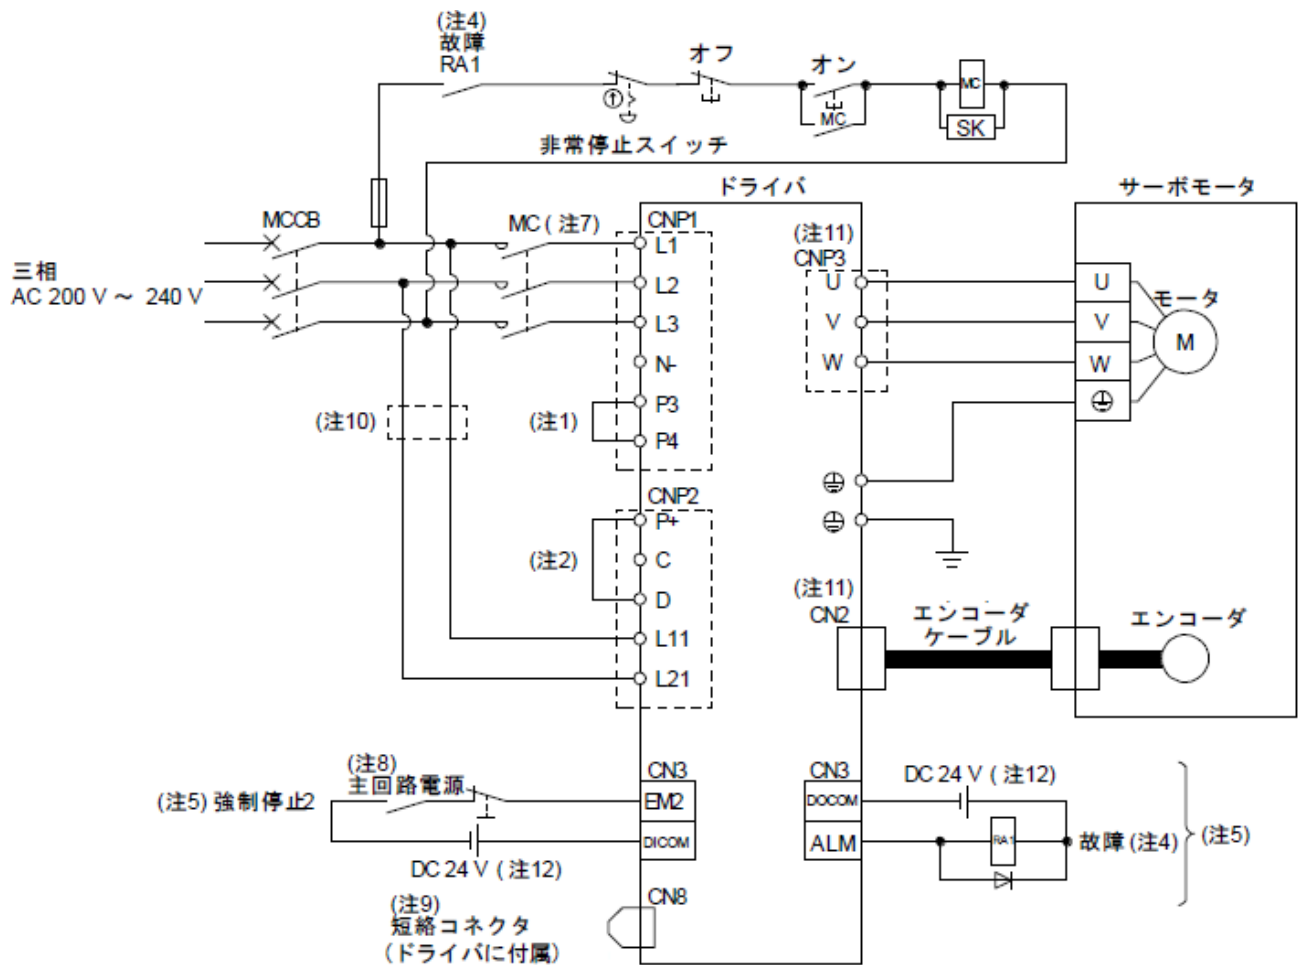 (注4)
故障
RA1
オフ
オン
MC
MC
SK
非常停止スイッチ
ドライバ
サーボモータ
MCCB
MC ( 注7)
CNP1
(注11)
CNP3
三相
AC 200 V ～ 240 V
L1
L2
L3
N-
P3
P4
U
V
W
U
V
W
モータ
M
(注10)
(注1)
CNP2
P+
C
D
L11
L21
(注2)
(注11)
CN2
エンコーダ
ケーブル
エンコーダ
(注8)
主回路電源
(注5) 強制停止2
CN3
EM2
DICOM
DC 24 V ( 注12)
CN3
DOCOM
ALM
DC 24 V ( 注12)
RA1
故障 (注4)
(注5)
CN8
(注9)
短絡コネクタ
(ドライバに付属)